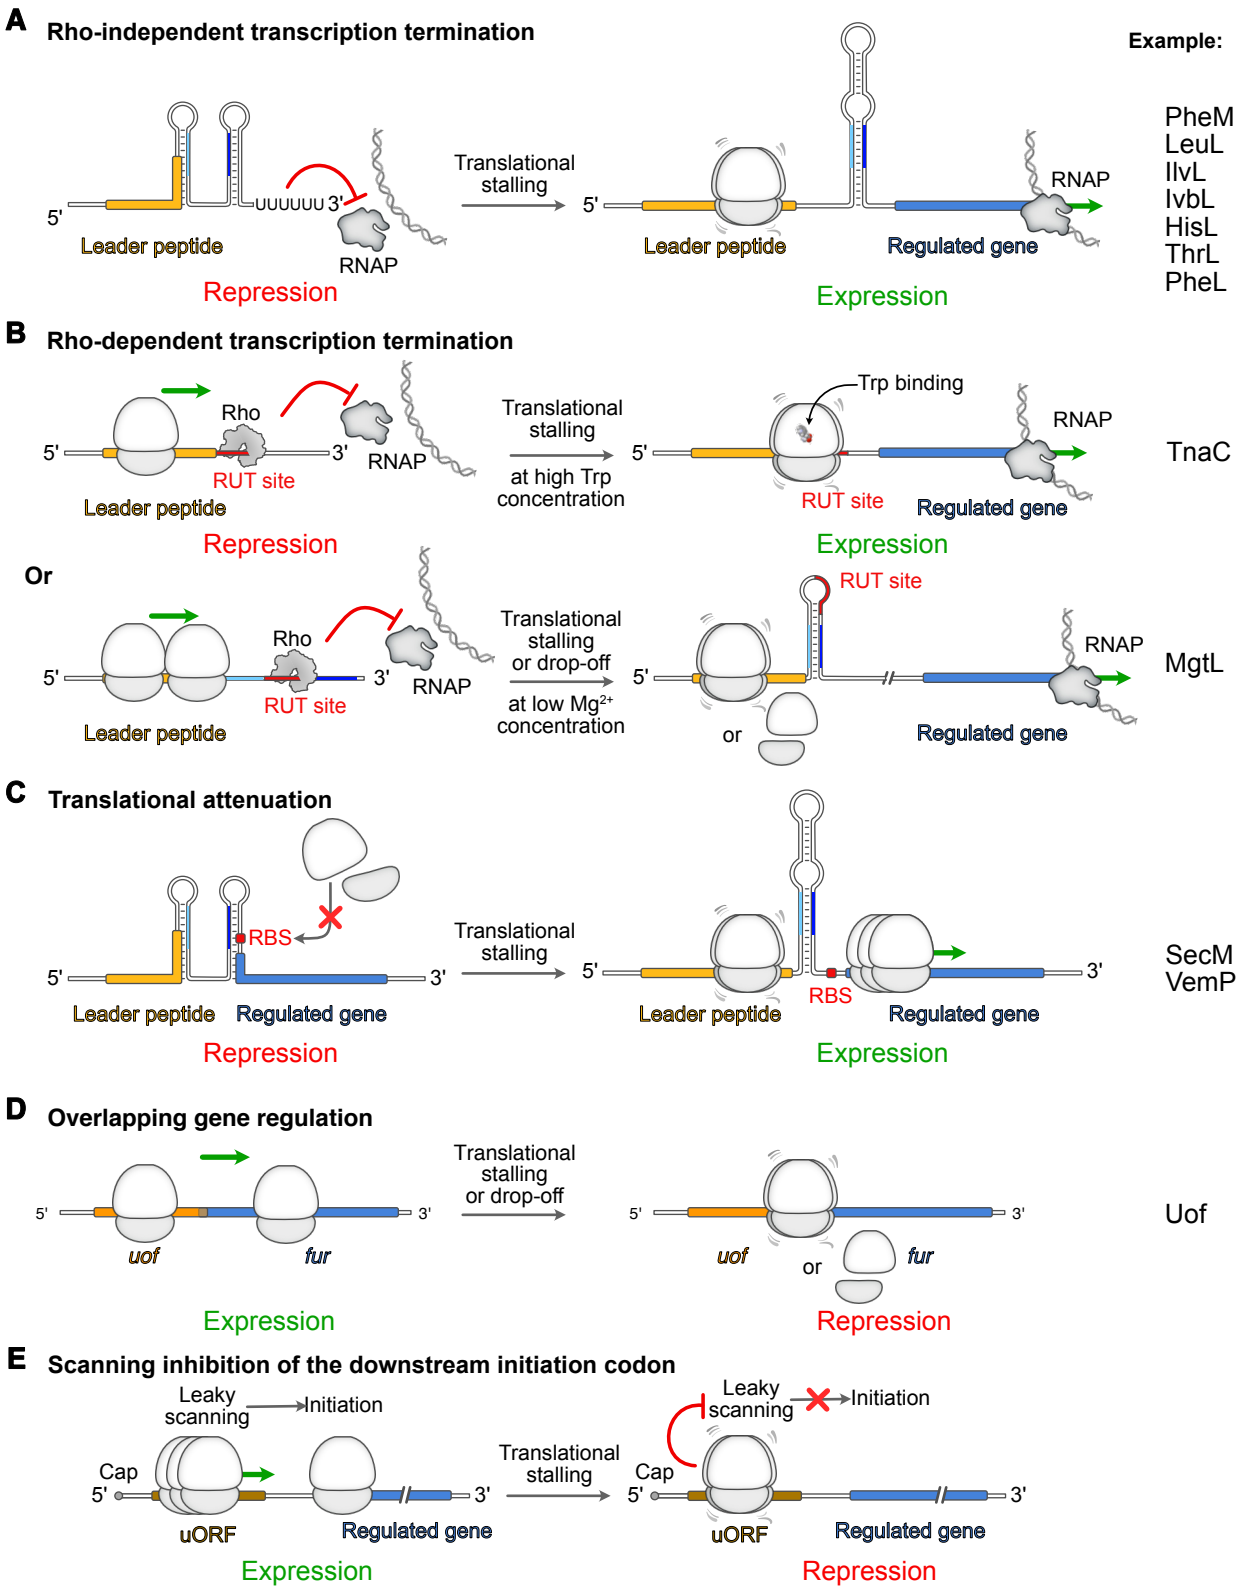 A Rho-independent transcription termination
Example:
UUUUUU 3'
5'
Leader peptide
RNAP
Repression
Translational
stalling
5'
Leader peptide
Regulated gene
RNAP
Expression
PheM
LeuL
IlvL
IvbL
HisL
ThrL
PheL
B Rho-dependent transcription termination
Rho
5'
3'
RUT site
RNAP
Leader peptide
Repression
Translational
stalling
at high Trp
concentration
Trp binding
RNAP
5'
RUT site
Leader peptide
Regulated gene
Expression
TnaC
Or
Rho
5'
3'
RUT site
RNAP
Leader peptide
Translational
stalling
or drop-off
at low Mg2+
concentration
RUT site
RNAP
5'
or
Regulated gene
MgtL
C Translational attenuation
RBS
5'
3'
Leader peptide
Regulated gene
Repression
Translational
stalling
5'
3'
RBS
Leader peptide
Regulated gene
Expression
SecM
VemP
D Overlapping gene regulation
5'
3'
uof
fur
Expression
Translational
stalling
or drop-off
5'
3'
uof
or
fur
Repression
Uof
E Scanning inhibition of the downstream initiation codon
Leaky
scanning
Initiation
Cap
5'
3'
uORF
Regulated gene
Expression
Translational
stalling
Leaky
scanning
Initiation
Cap
5'
3'
uORF
Regulated gene
Repression